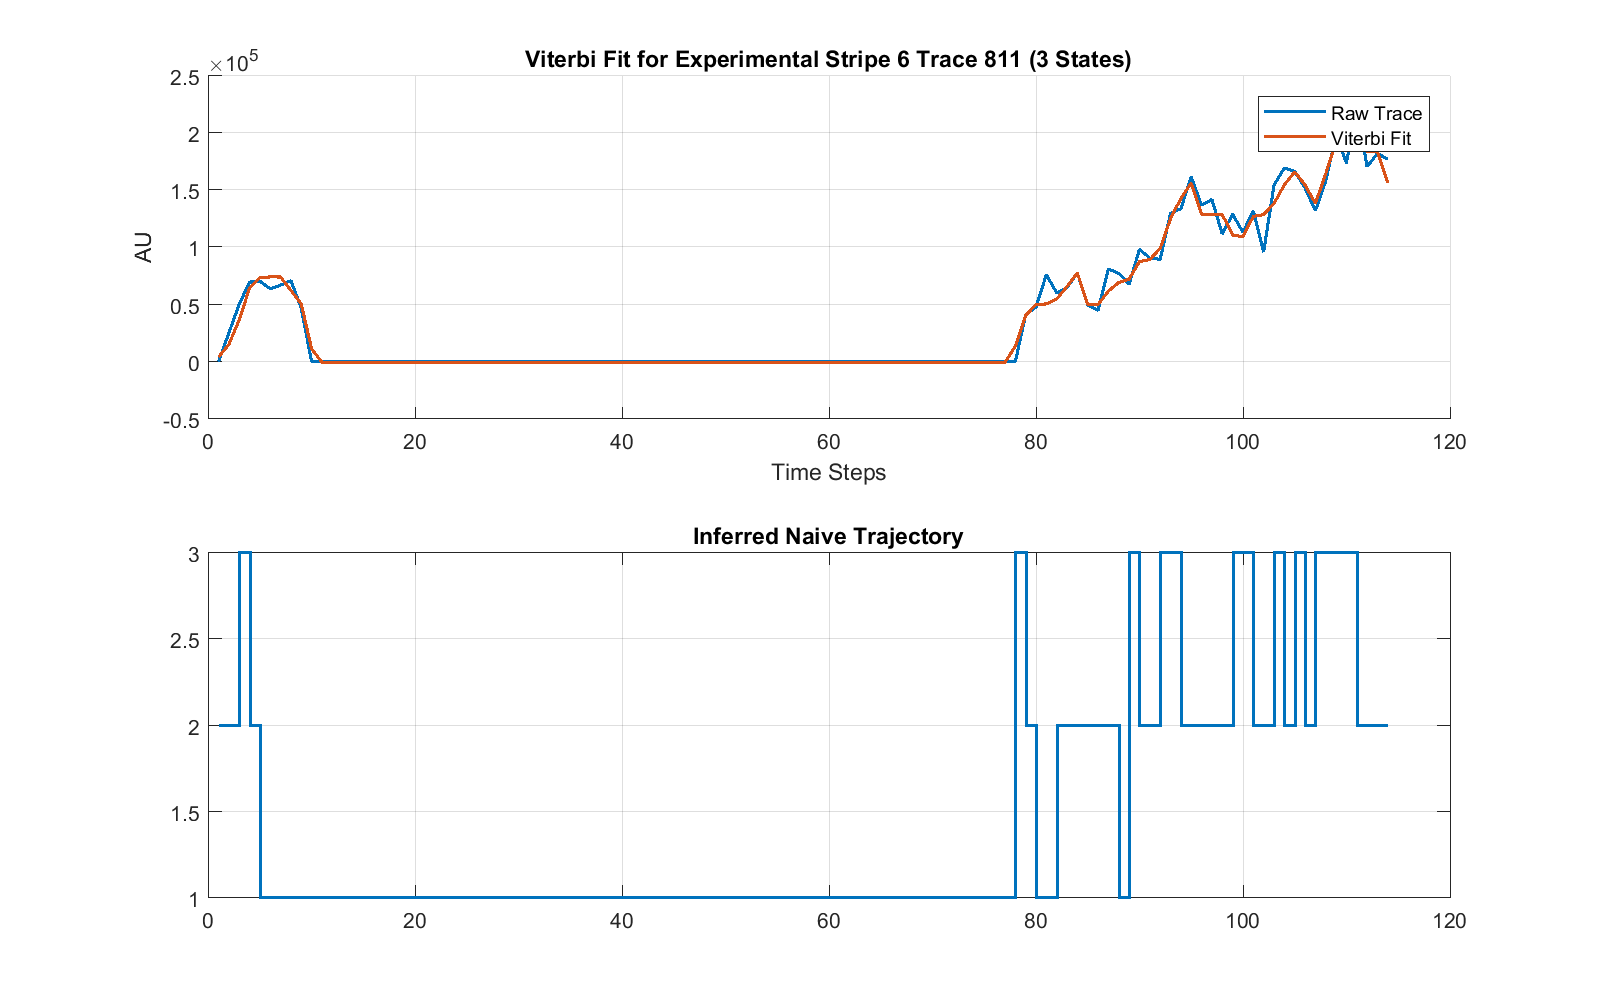 Viterbi Fit for Experimental Stripe 6 Trace 811 (3 States)
×10^5
2.5
2
1.5
1
0.5
0
-0.5
AU
Raw Trace
Viterbi Fit
0 20 40 60 80 100 120
Time Steps
Inferred Naive Trajectory
3
2.5
2
1.5
1
0 20 40 60 80 100 120